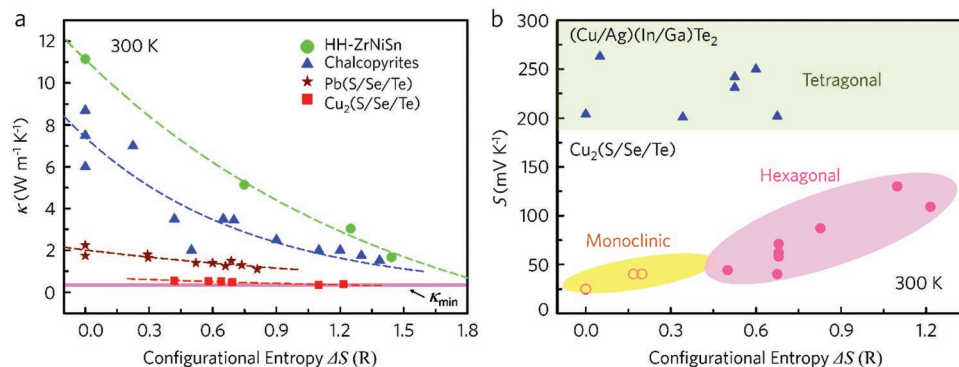 a
300 K
HH-ZrNiSn
Chalcopyrites
Pb(S/Se/Te)
Cu₂(S/Se/Te)
κ (W m⁻¹ K⁻¹)
12
10
8
6
4
2
0
κmin
0.0 0.3 0.6 0.9 1.2 1.5 1.8
Configurational Entropy ΔS (R)
b
(Cu/Ag)(In/Ga)Te₂
Tetragonal
Cu₂(S/Se/Te)
Hexagonal
Monoclinic
300 K
S (mV K⁻¹)
300
250
200
150
100
50
0
0.0 0.3 0.6 0.9 1.2
Configurational Entropy ΔS (R)